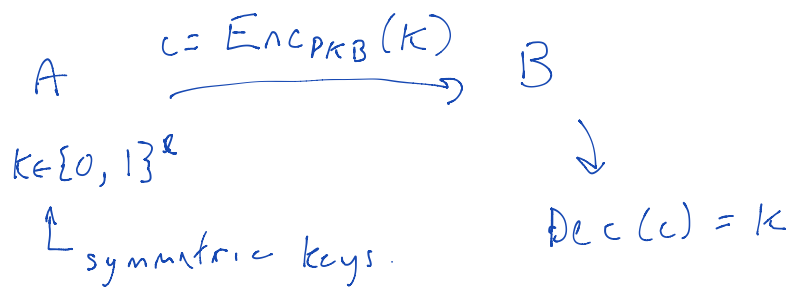 c = Enc_PKB(K)
A B
K∈{0, 1}^ℓ
Dec(c) = K
symmetric keys.